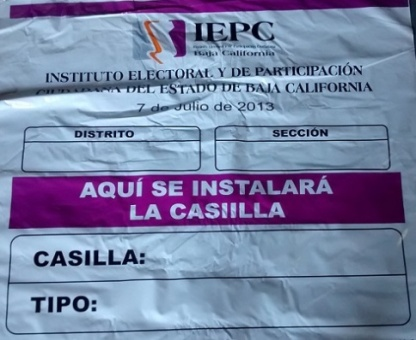 IEPC
Baja California
INSTITUTO ELECTORAL Y DE PARTICIPACIÓN
CIUDADANA DEL ESTADO DE BAJA CALIFORNIA
7 de Julio de 2013
DISTRITO
SECCIÓN
AQUÍ SE INSTALARÁ
LA CASIILLA
CASILLA:
TIPO: